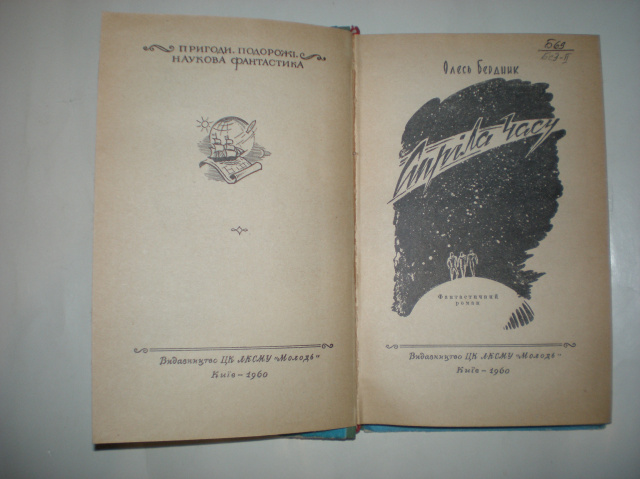 ПРИГОДИ. ПОДОРОЖІ.
НАУКОВА ФАНТАСТИКА
Видавництво ЦК ЛКСМУ "Молодь"
Київ – 1960
Б69
Олесь Бердник
Стріла часу
Фантастичний
роман
Видавництво ЦК ЛКСМУ "Молодь"
Київ – 1960